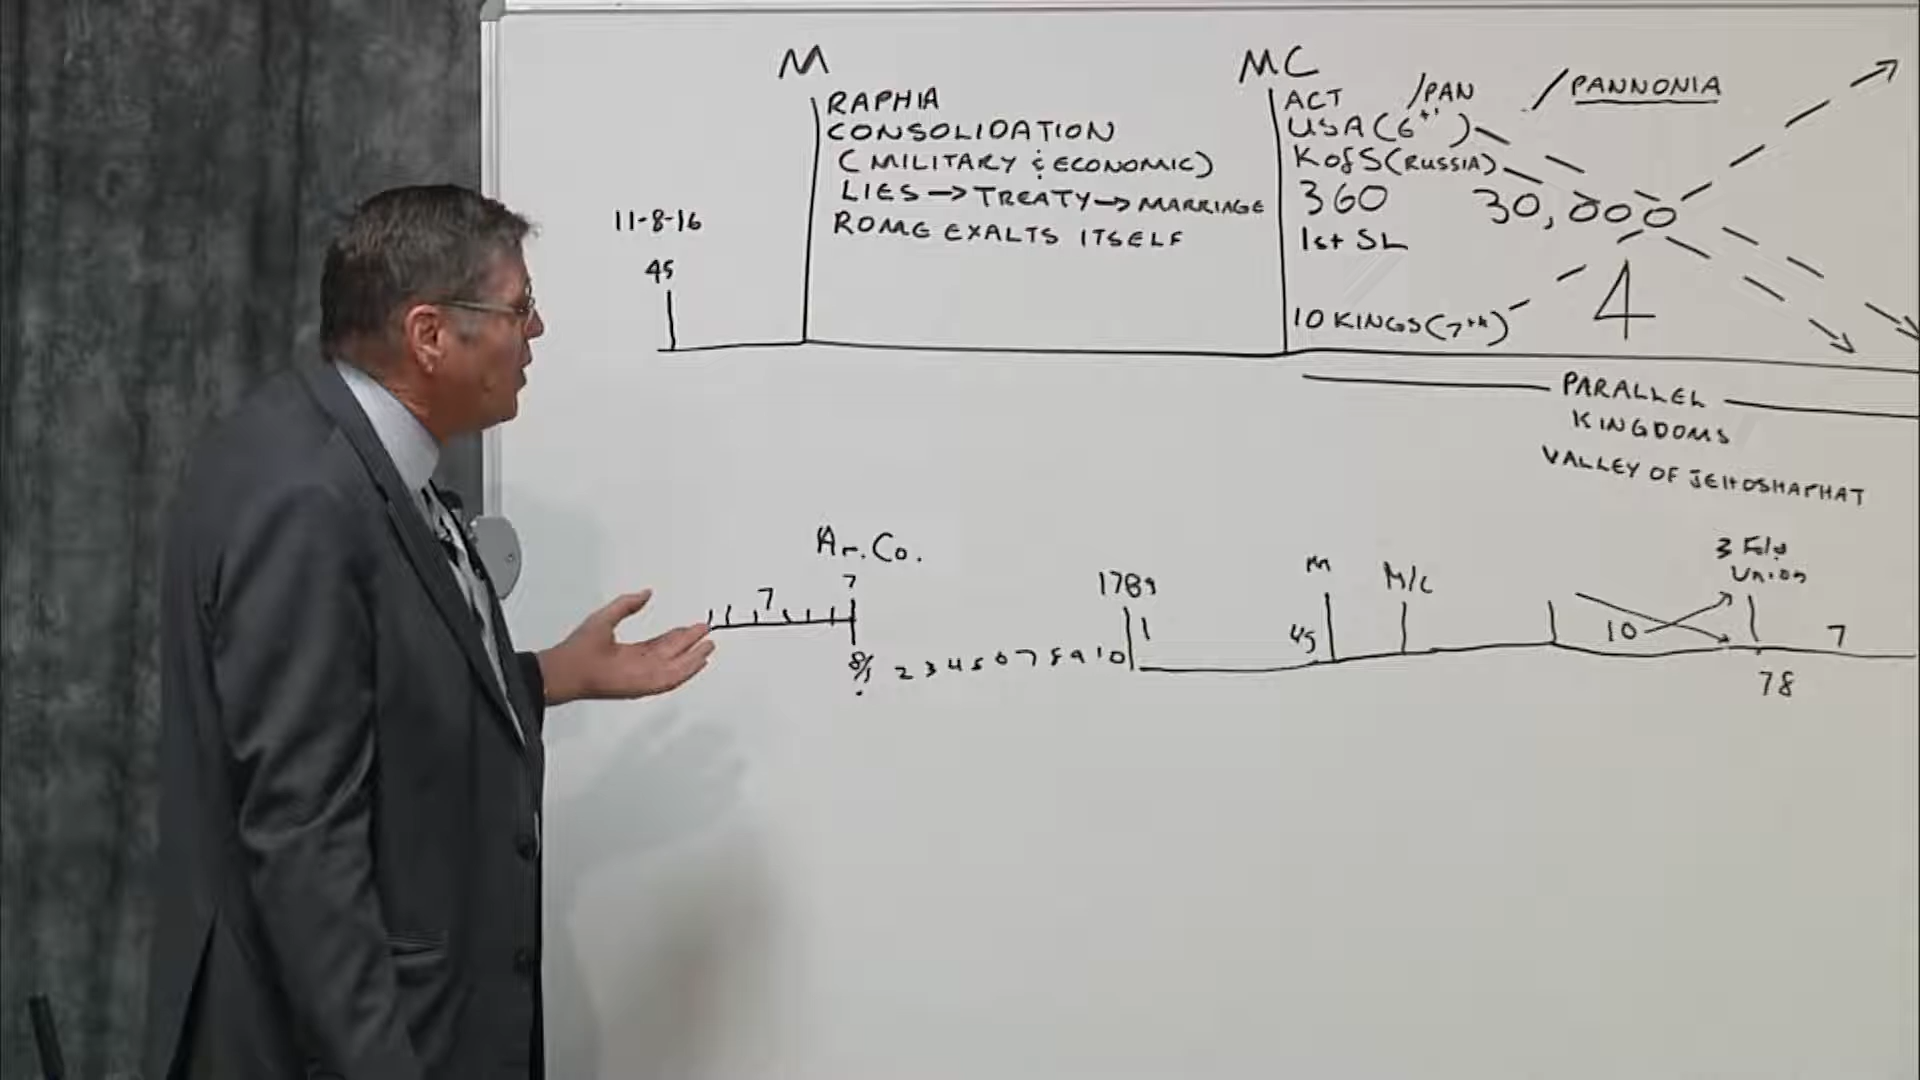 M
RAPHIA
CONSOLIDATION
(MILITARY & ECONOMIC)
LIES → TREATY → MARRIAGE
ROME EXALTS ITSELF
11-8-16
45
MC
ACT /PAN /PANNONIA
USA (6th)
KofS (RUSSIA)
360 30,000
1st SL
10 KINGS (7th)
4
PARALLEL
KINGDOMS
VALLEY OF JEHOSHAPHAT
Ar. Co.
7 7
8/1 2 3 4 5 6 7 8 9 10
1789
1
M
45
M/C
3 Fold
Union
10
7
78